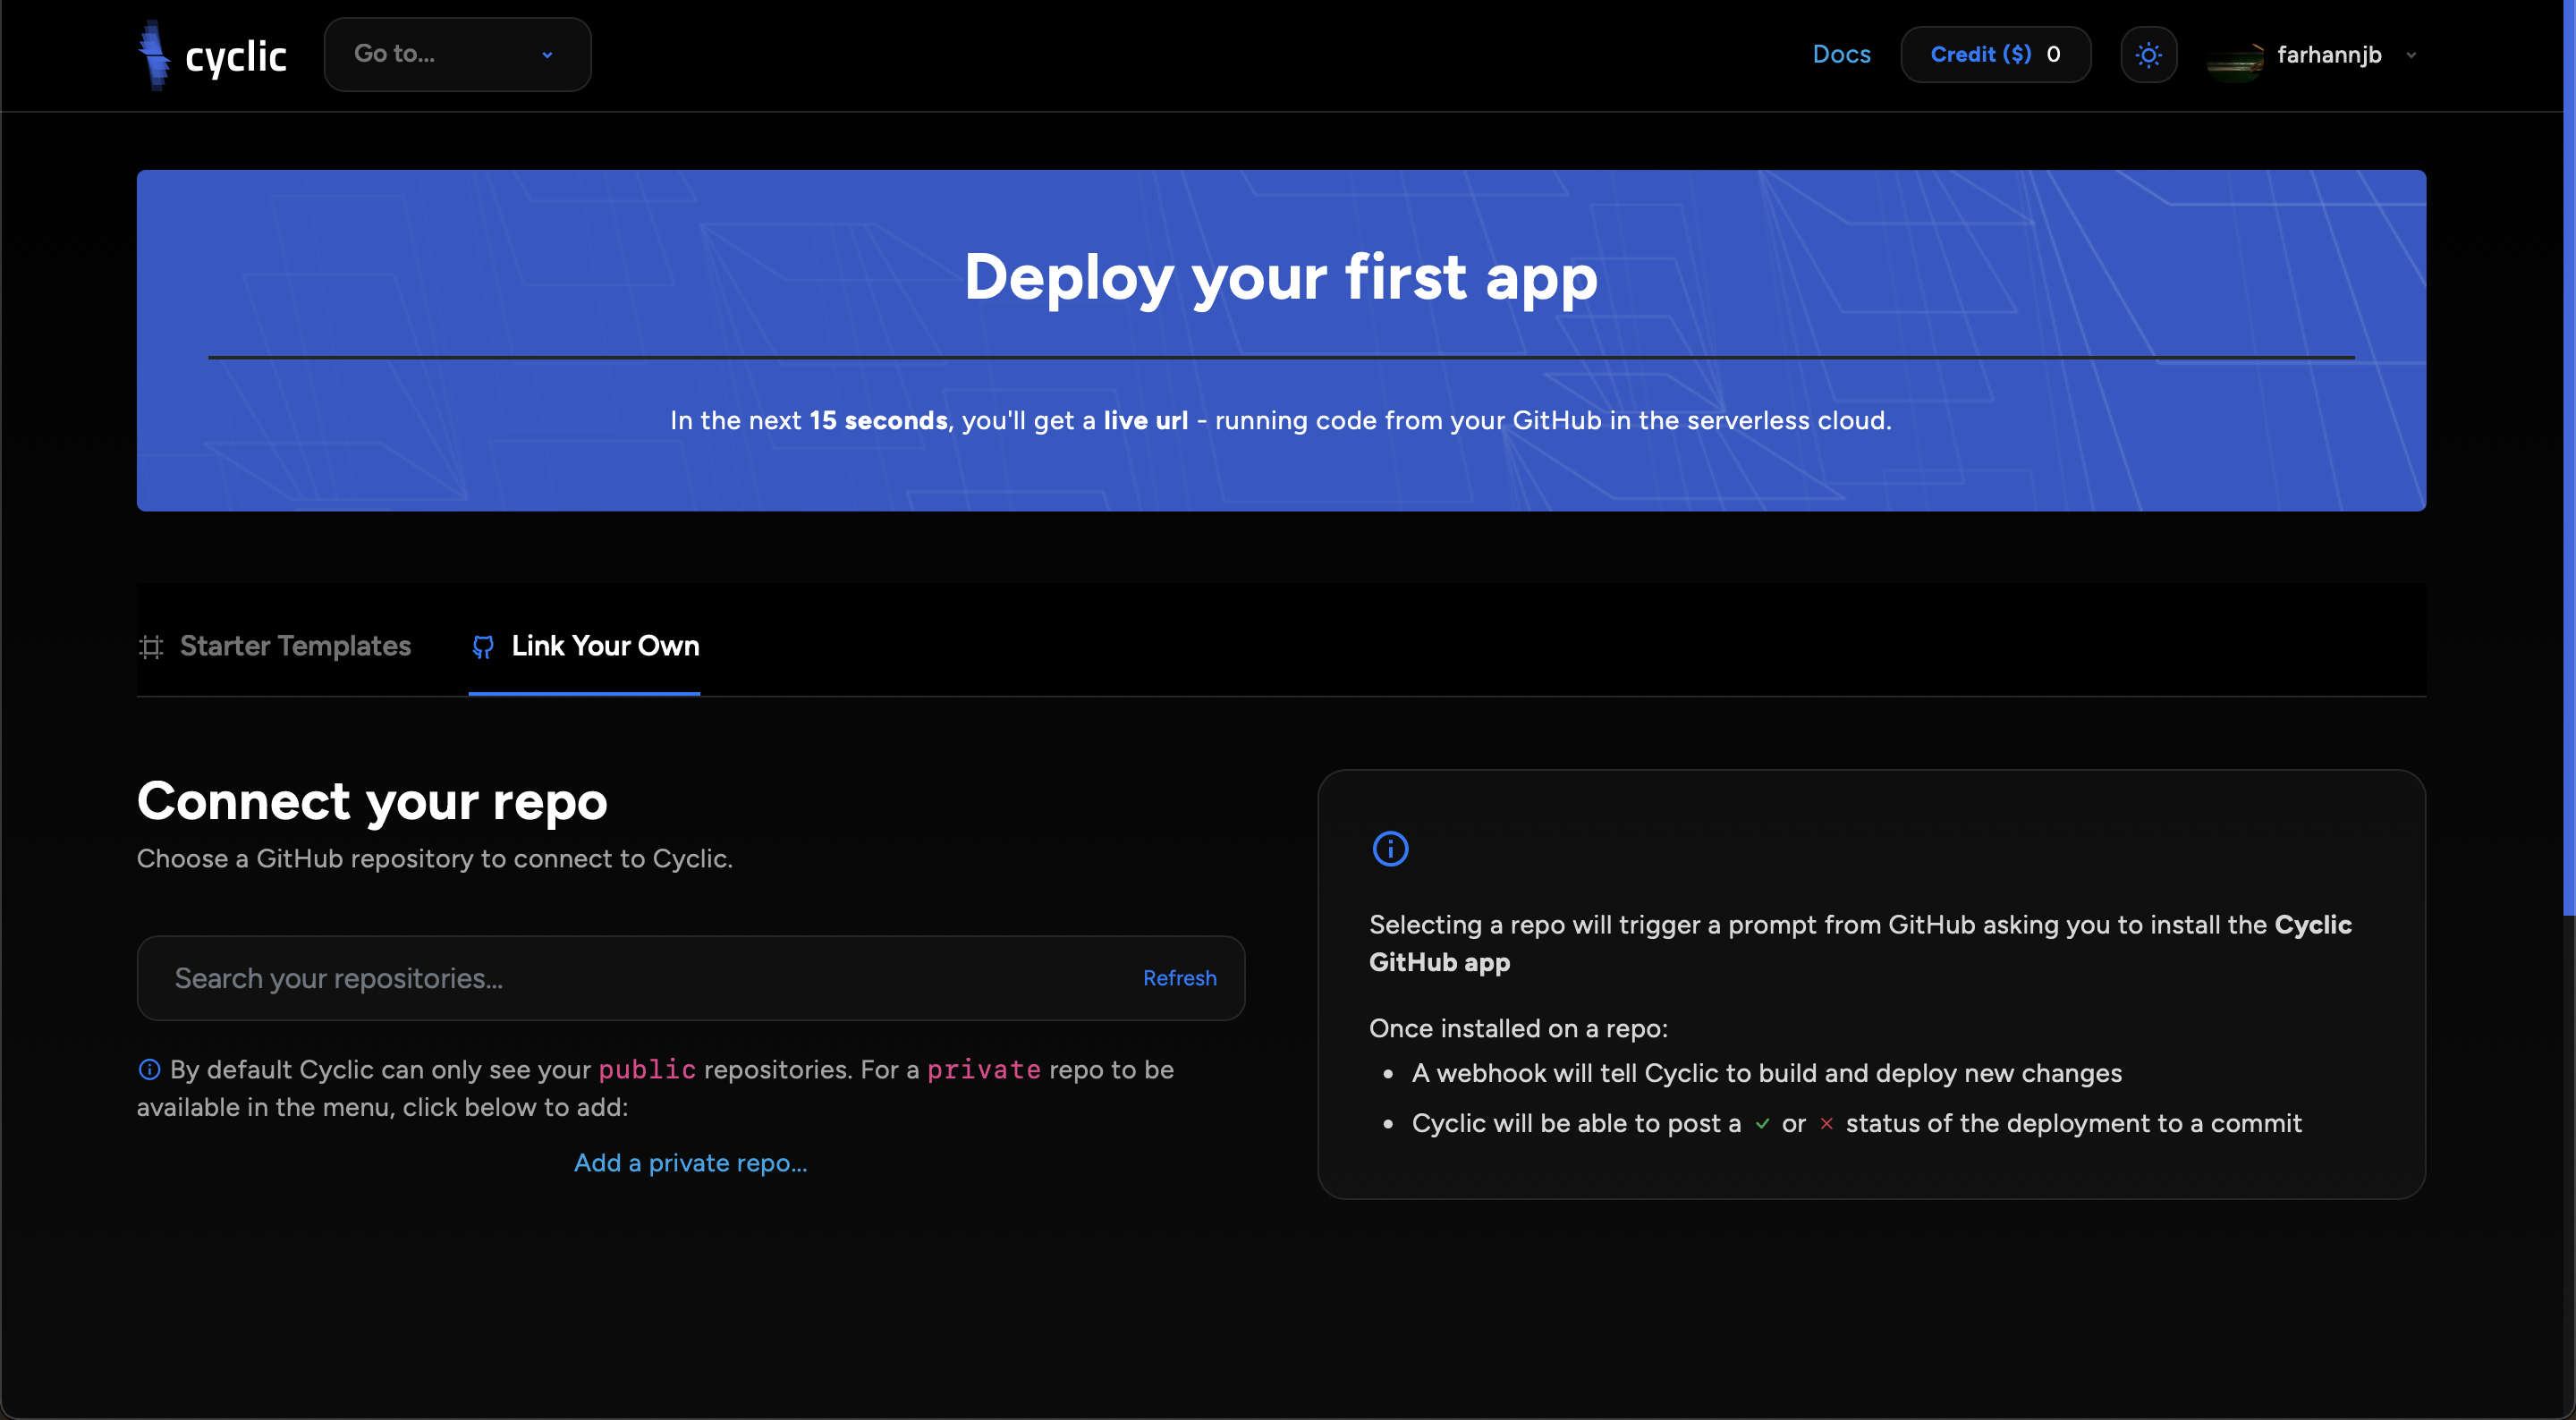 cyclic
Go to...
Docs
Credit ($) 0
farhannjb
Deploy your first app
In the next 15 seconds, you'll get a live url - running code from your GitHub in the serverless cloud.
Starter Templates
Link Your Own
Connect your repo
Choose a GitHub repository to connect to Cyclic.
Search your repositories...
Refresh
By default Cyclic can only see your public repositories. For a private repo to be
available in the menu, click below to add:
Add a private repo...
Selecting a repo will trigger a prompt from GitHub asking you to install the Cyclic
GitHub app
Once installed on a repo:
• A webhook will tell Cyclic to build and deploy new changes
• Cyclic will be able to post a ✓ or ✕ status of the deployment to a commit